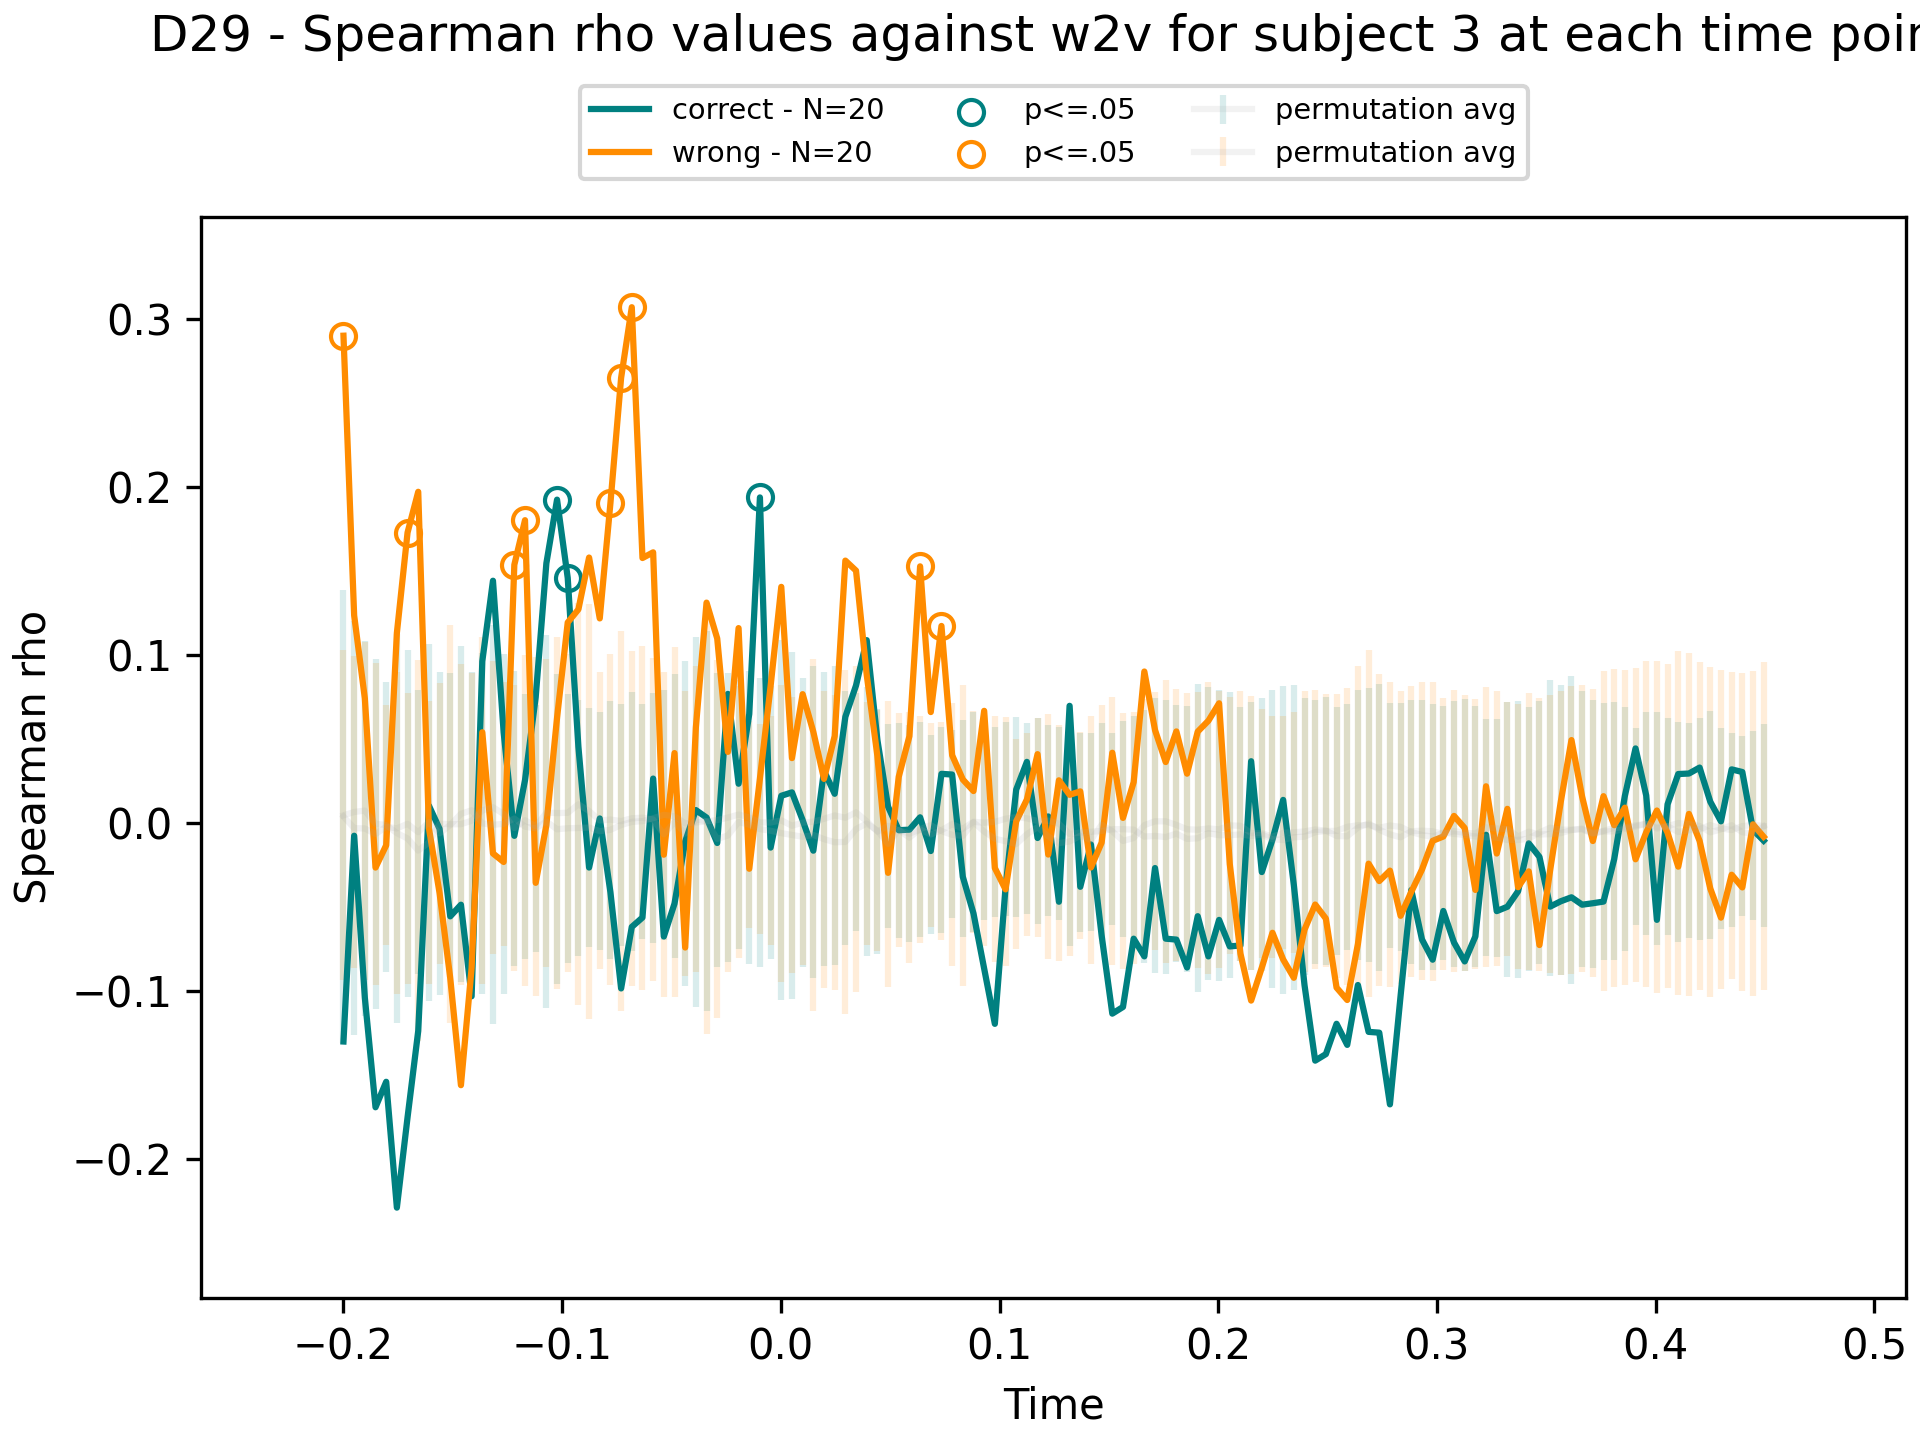 D29 - Spearman rho values against w2v for subject 3 at each time poin
correct - N=20
wrong - N=20
p<=.05
p<=.05
permutation avg
permutation avg
0.3
0.2
0.1
0.0
−0.1
−0.2
Spearman rho
−0.2 −0.1 0.0 0.1 0.2 0.3 0.4 0.5
Time